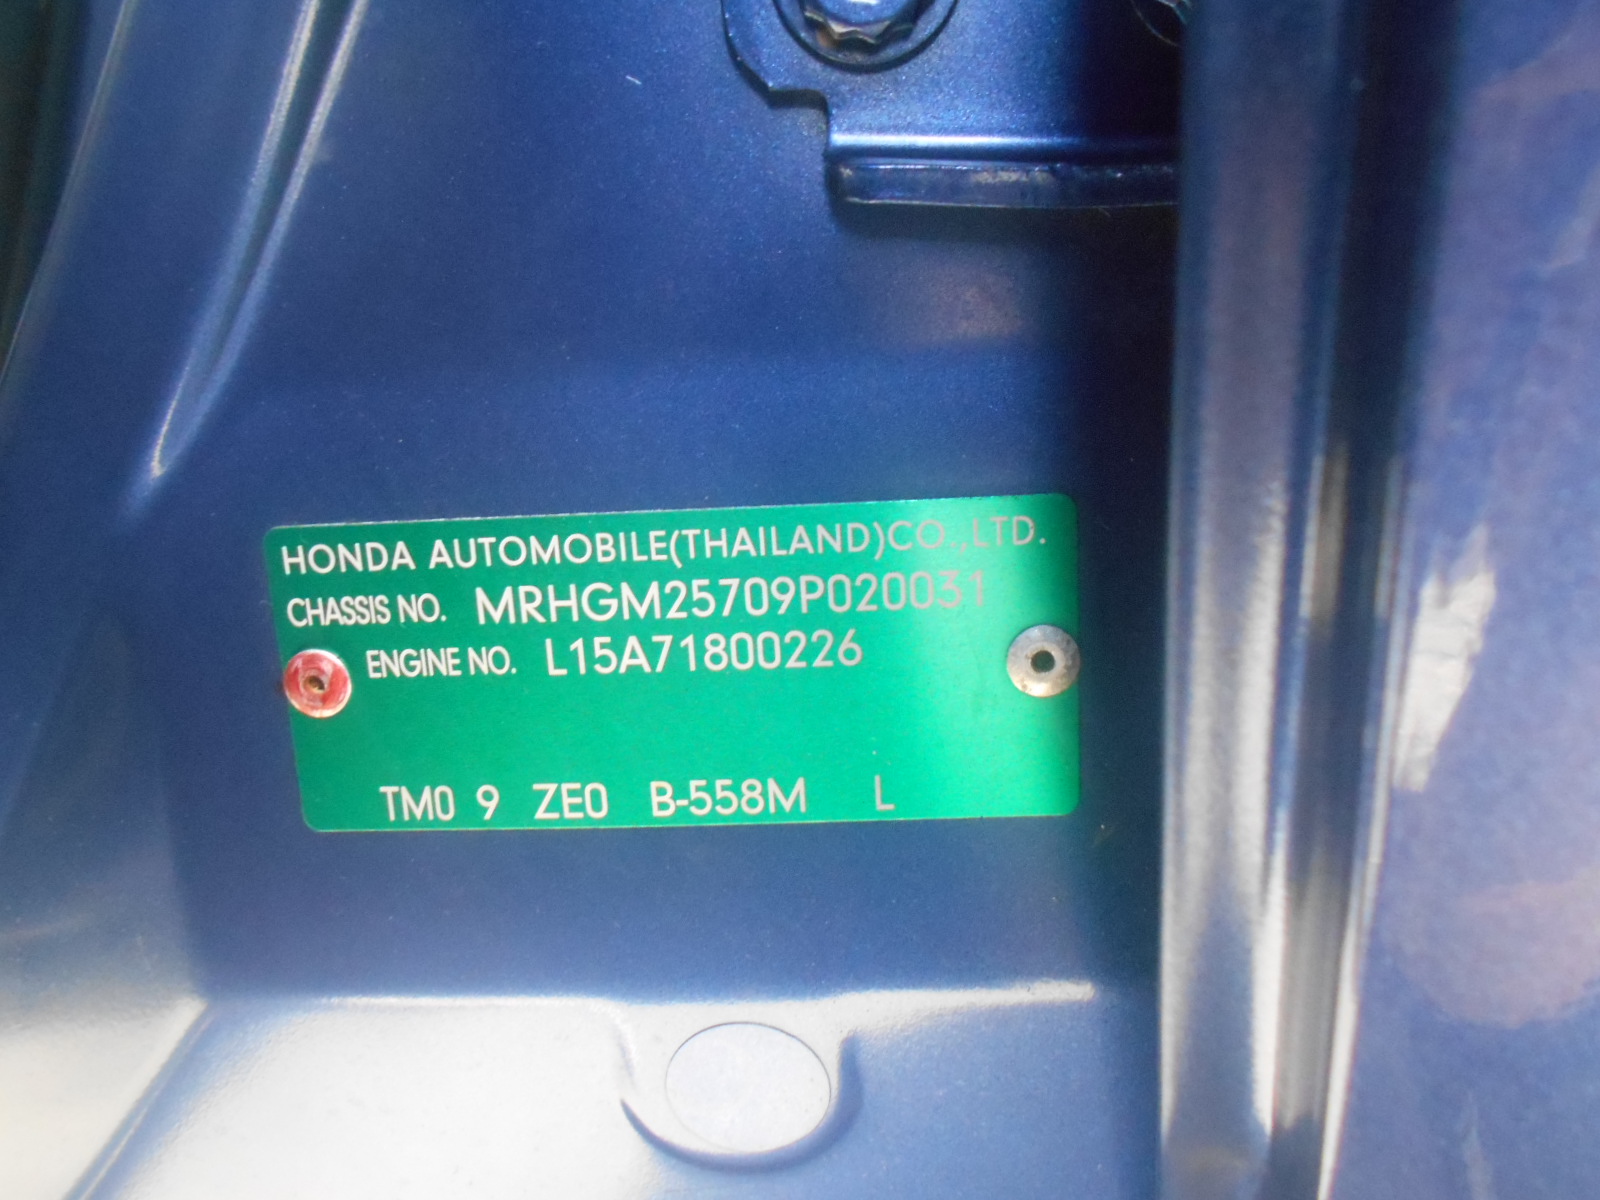 HONDA AUTOMOBILE(THAILAND)CO.,LTD.
CHASSIS NO. MRHGM25709P020031
ENGINE NO. L15A71800226
TM0 9 ZE0 B-558M L